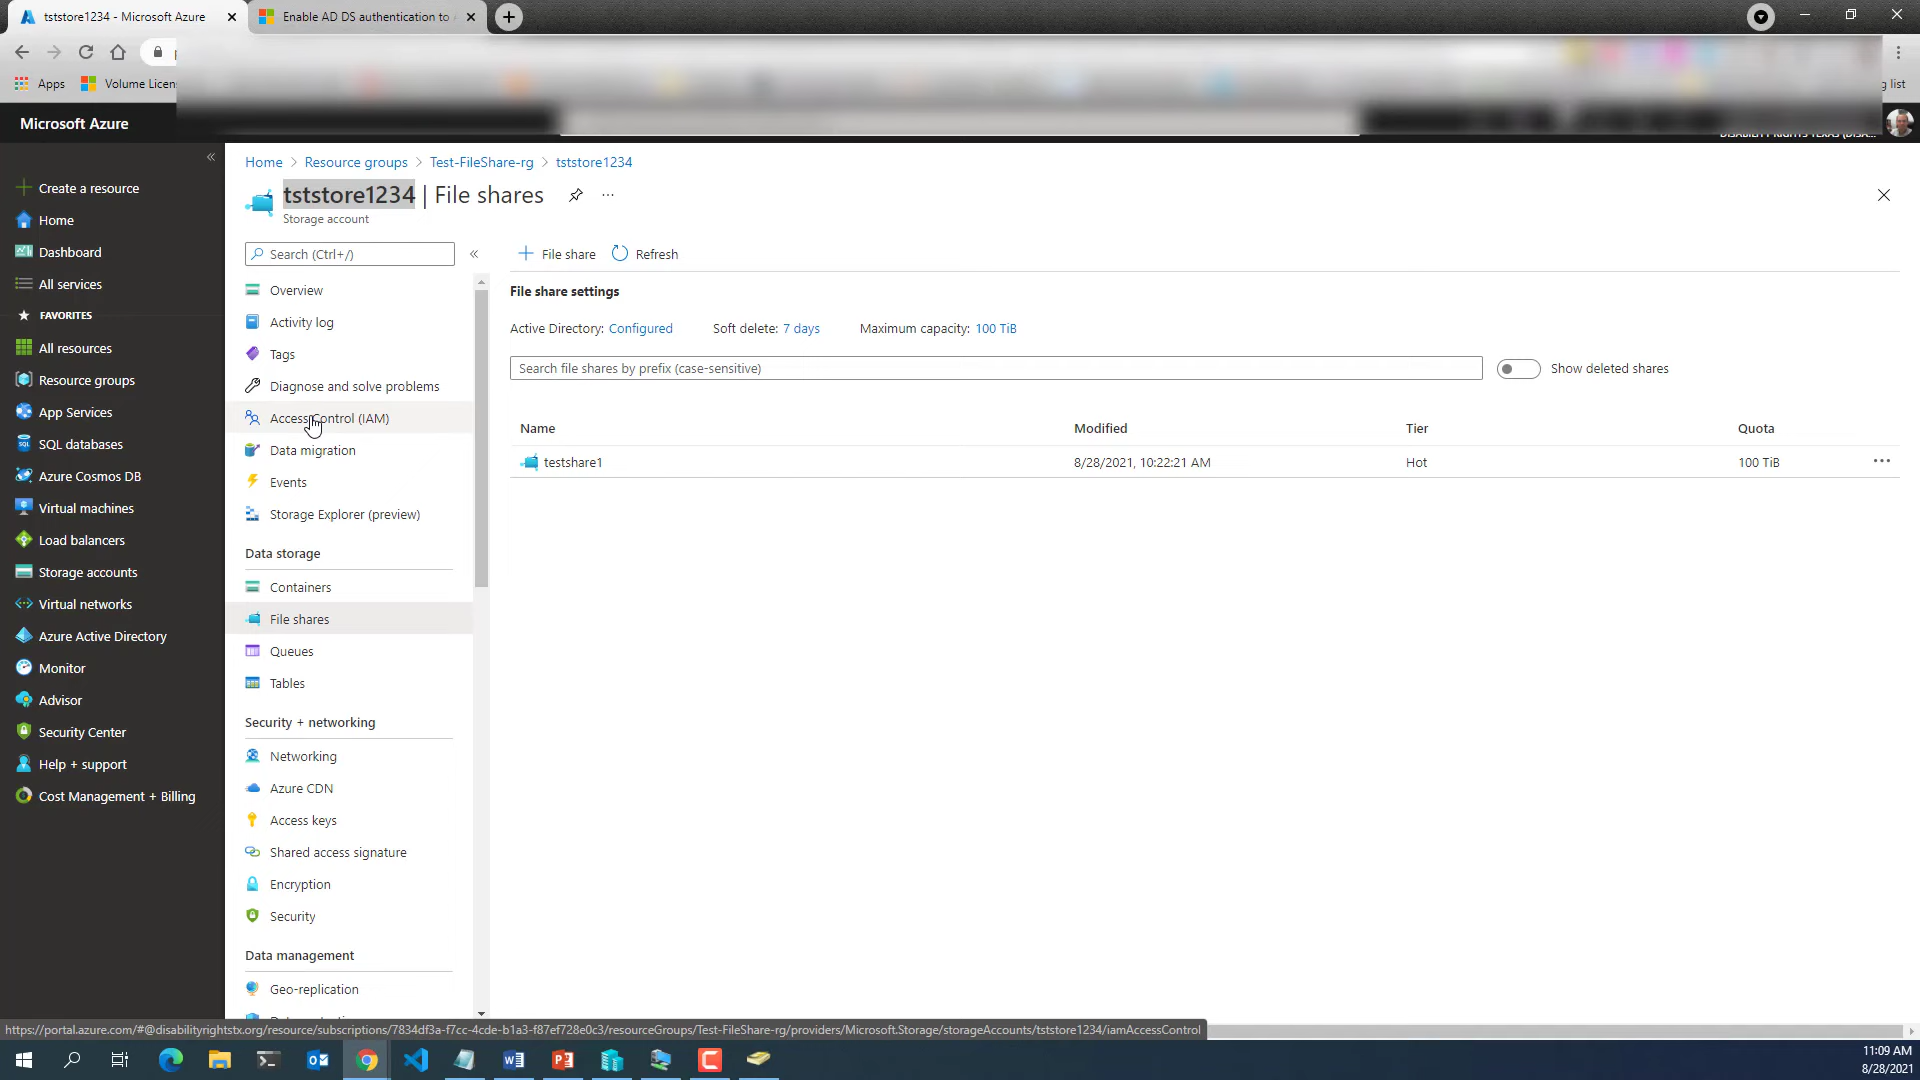 tststore1234 - Microsoft Azure
Enable AD DS authentication to
Apps
Volume Licen
g list
Microsoft Azure
Home > Resource groups > Test-FileShare-rg > tststore1234
tststore1234 | File shares
Storage account
Create a resource
Home
Dashboard
All services
FAVORITES
All resources
Resource groups
App Services
SQL databases
Azure Cosmos DB
Virtual machines
Load balancers
Storage accounts
Virtual networks
Azure Active Directory
Monitor
Advisor
Security Center
Help + support
Cost Management + Billing
Search (Ctrl+/)
Overview
Activity log
Tags
Diagnose and solve problems
Access Control (IAM)
Data migration
Events
Storage Explorer (preview)
Data storage
Containers
File shares
Queues
Tables
Security + networking
Networking
Azure CDN
Access keys
Shared access signature
Encryption
Security
Data management
Geo-replication
File share
Refresh
File share settings
Active Directory: Configured
Soft delete: 7 days
Maximum capacity: 100 TiB
Search file shares by prefix (case-sensitive)
Show deleted shares
Name Modified Tier Quota
testshare1 8/28/2021, 10:22:21 AM Hot 100 TiB
https://portal.azure.com/#@disabilityrightstx.org/resource/subscriptions/7834df3a-f7cc-4cde-b1a3-f87ef728e0c3/resourceGroups/Test-FileShare-rg/providers/Microsoft.Storage/storageAccounts/tststore1234/iamAccessControl
11:09 AM
8/28/2021